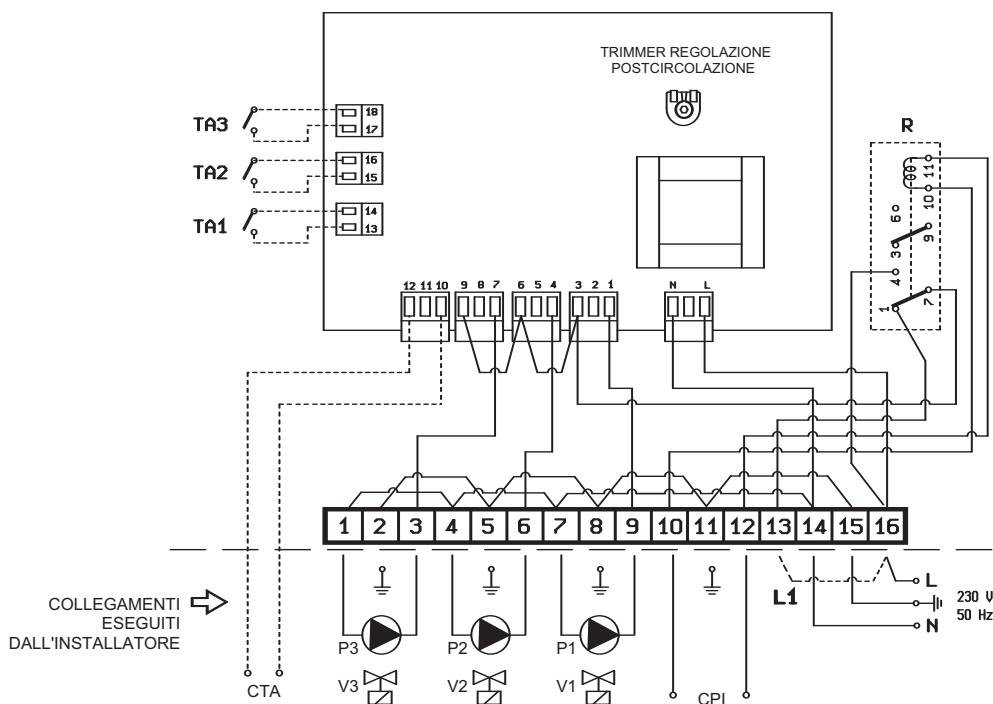 TRIMMER REGOLAZIONE
POSTCIRCOLAZIONE
TA3
18
17
TA2
16
15
TA1
14
13
R
11
10
6
9
3
4
7
1
12 11 10 9 8 7 6 5 4 3 2 1 N L
1 2 3 4 5 6 7 8 9 10 11 12 13 14 15 16
COLLEGAMENTI
ESEGUITI
DALL'INSTALLATORE
P3
P2
P1
L1
L
230 V
50 Hz
N
CTA
V3
V2
V1
CPI